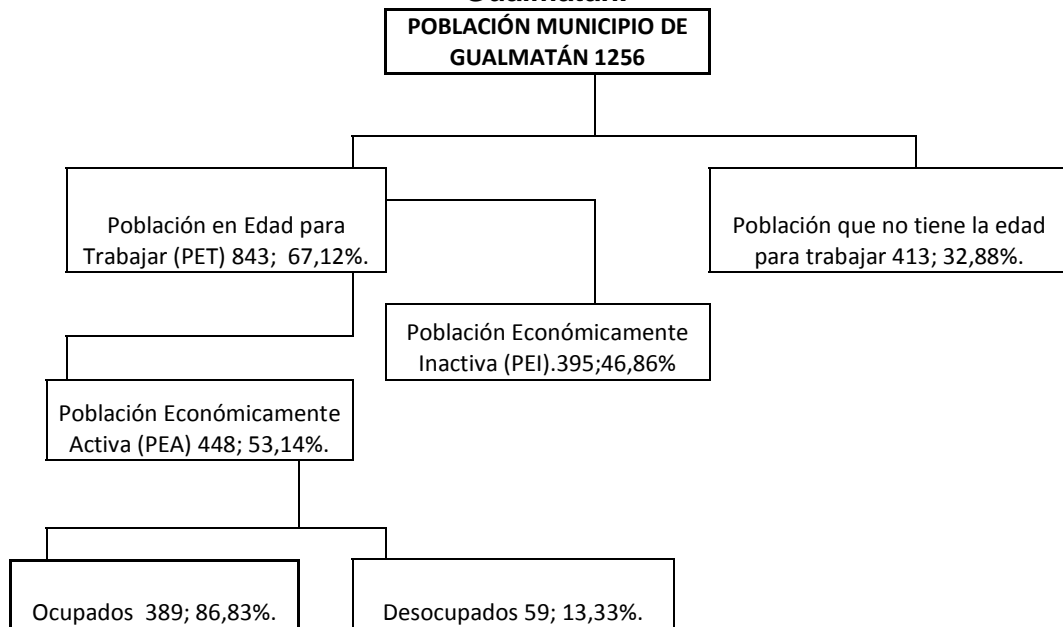 Gualmatán.
POBLACIÓN MUNICIPIO DE
GUALMATÁN 1256
Población en Edad para
Trabajar (PET) 843; 67,12%.
Población que no tiene la edad
para trabajar 413; 32,88%.
Población Económicamente
Inactiva (PEI).395;46,86%
Población Económicamente
Activa (PEA) 448; 53,14%.
Ocupados 389; 86,83%.
Desocupados 59; 13,33%.